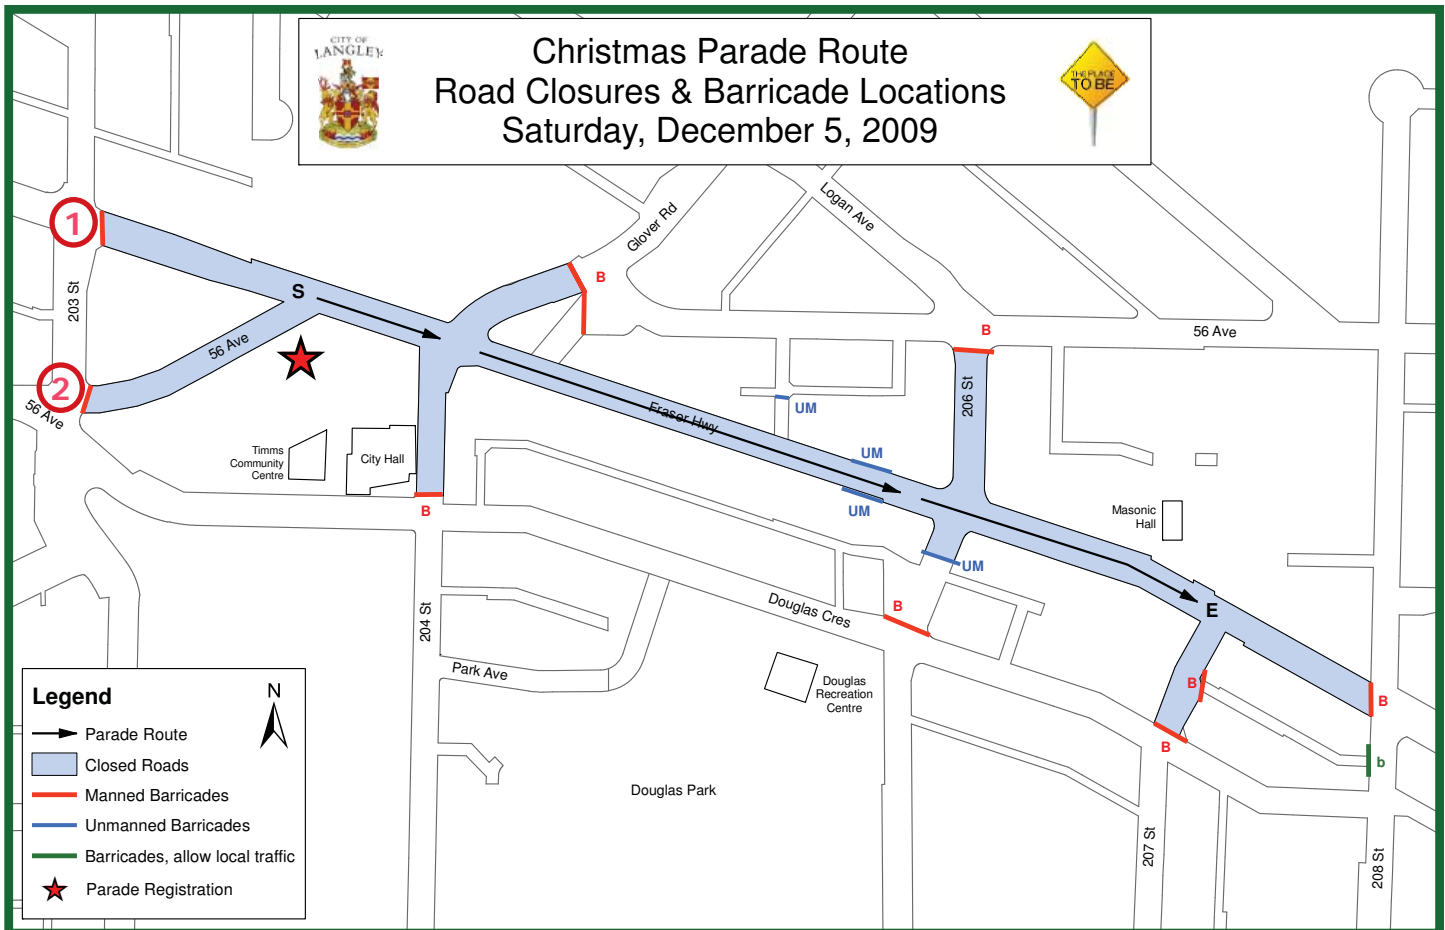 CITY OF
LANGLEY
Christmas Parade Route
Road Closures & Barricade Locations
Saturday, December 5, 2009
THE PLACE
TO BE
1
2
203 St
56 Ave
56 Ave
S
Glover Rd
Logan Ave
B
B
56 Ave
206 St
Fraser Hwy
UM
UM
UM
UM
Timms
Community
Centre
City Hall
B
Masonic
Hall
Douglas Cres
B
E
204 St
Park Ave
Douglas
Recreation
Centre
B
B
B
b
Douglas Park
207 St
208 St
Legend
N
Parade Route
Closed Roads
Manned Barricades
Unmanned Barricades
Barricades, allow local traffic
Parade Registration